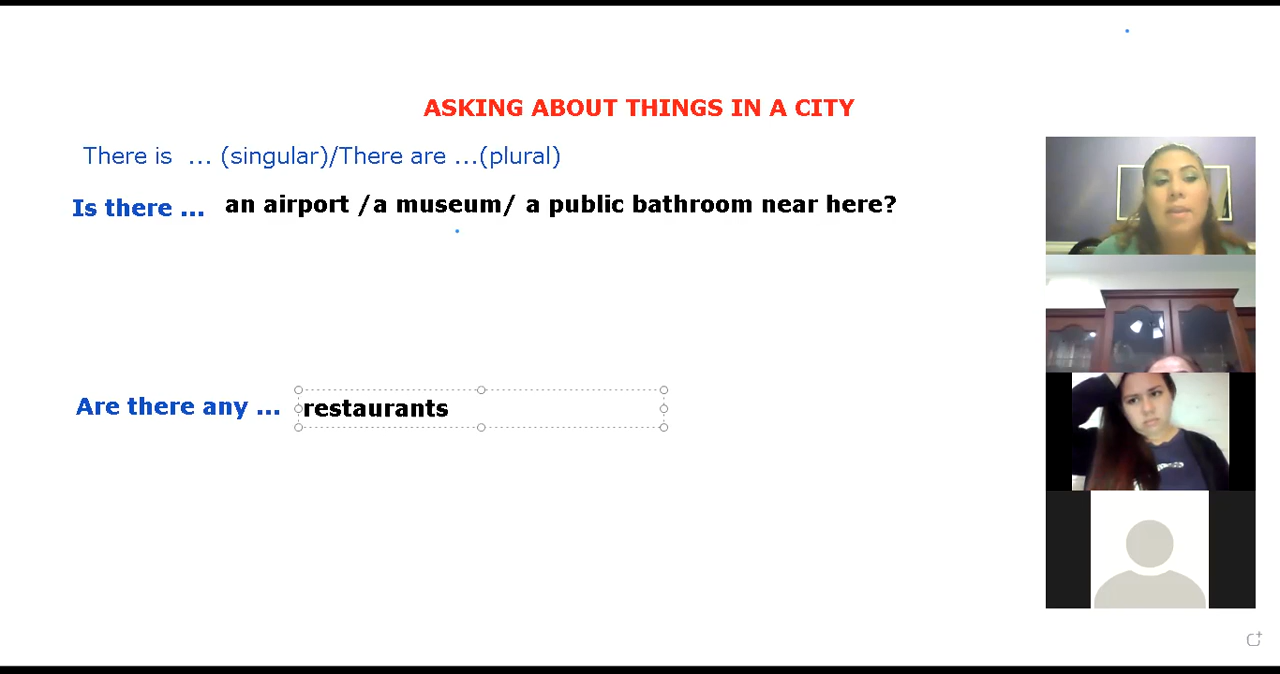 ASKING ABOUT THINGS IN A CITY
There is ... (singular)/There are ...(plural)
Is there ... an airport /a museum/ a public bathroom near here?
Are there any ... restaurants